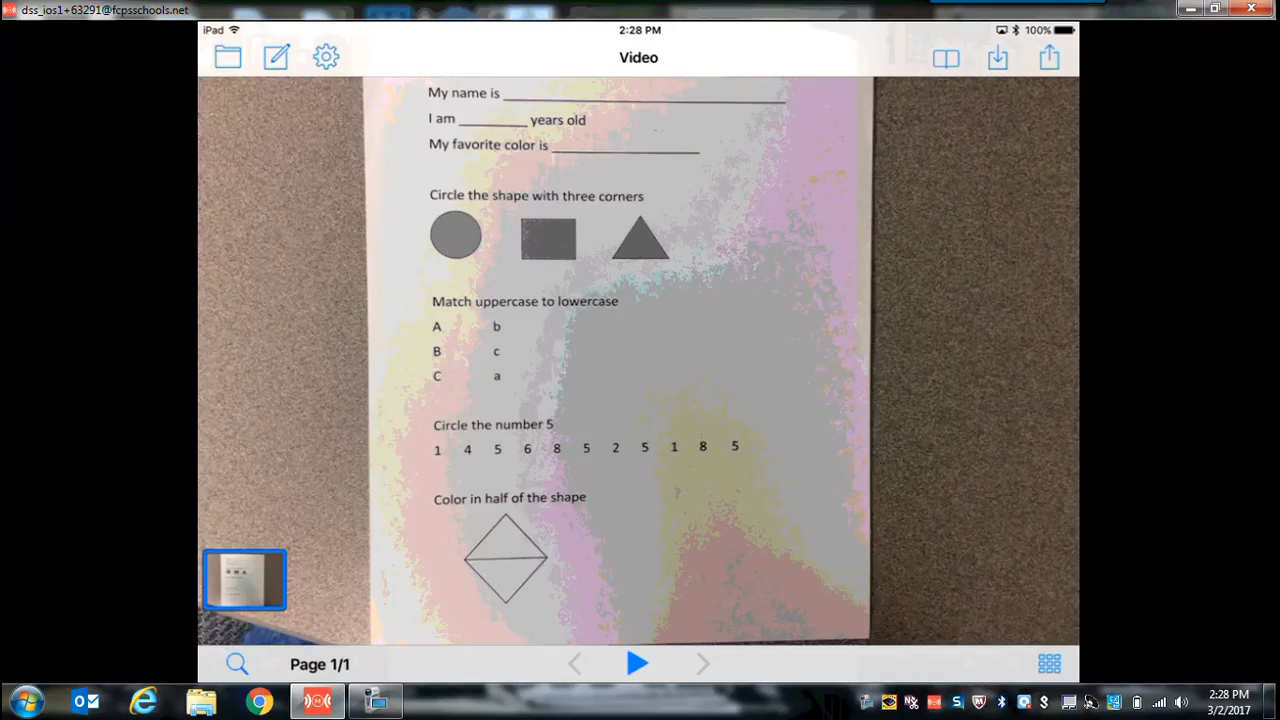 dss_ios1+63291@fcpsschools.net
iPad 2:28 PM 100%
Video
My name is
I am years old
My favorite color is
Circle the shape with three corners
Match uppercase to lowercase
A b
B c
C a
Circle the number 5
1 4 5 6 8 5 2 5 1 8 5
Color in half of the shape
Page 1/1
2:28 PM
3/2/2017